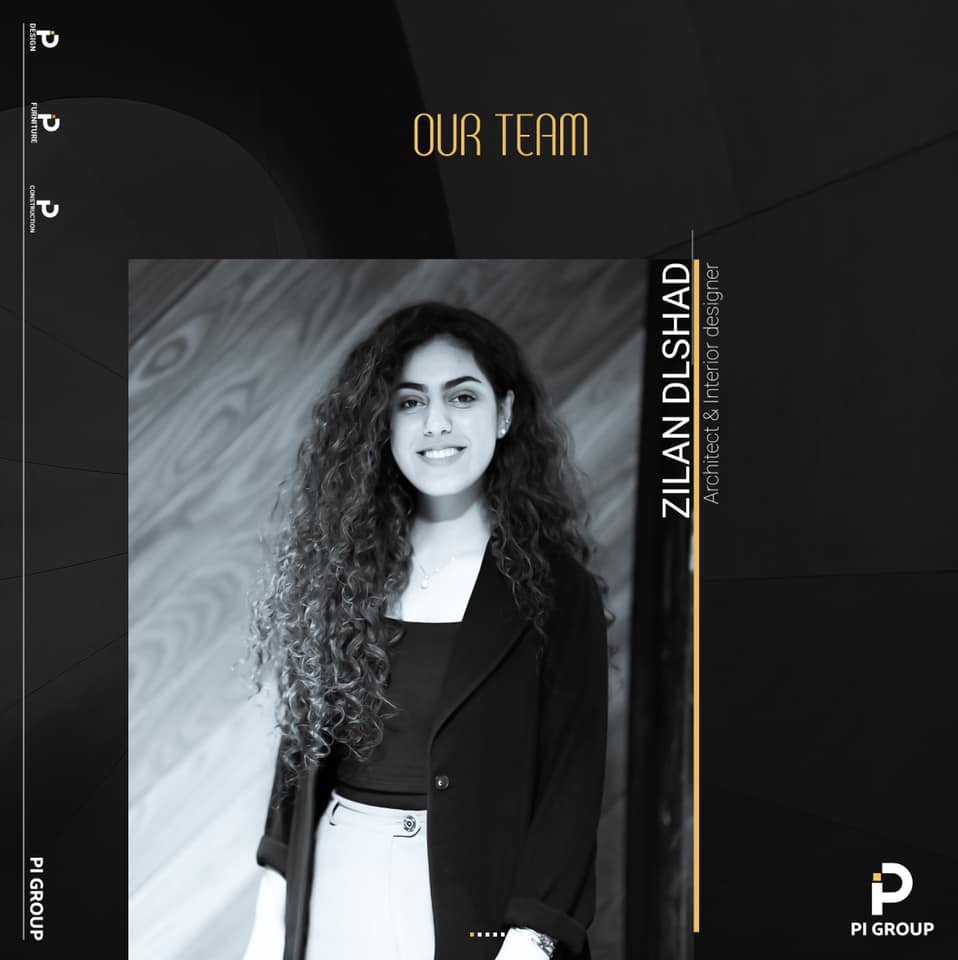 DESIGN
FURNITURE
CONSTRUCTION
OUR TEAM
ZILAN DLSHAD
Architect & Interior designer
PI GROUP
PI GROUP